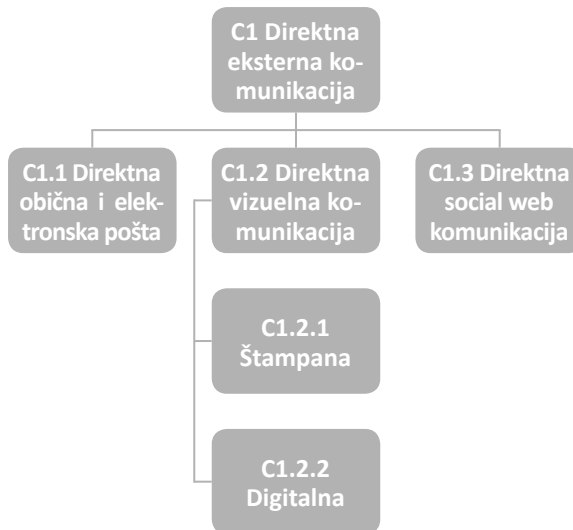 C1 Direktna
eksterna ko-
munikacija
C1.1 Direktna
obična i elek-
tronska pošta
C1.2 Direktna
vizuelna ko-
munikacija
C1.3 Direktna
social web
komunikacija
C1.2.1
Štampana
C1.2.2
Digitalna